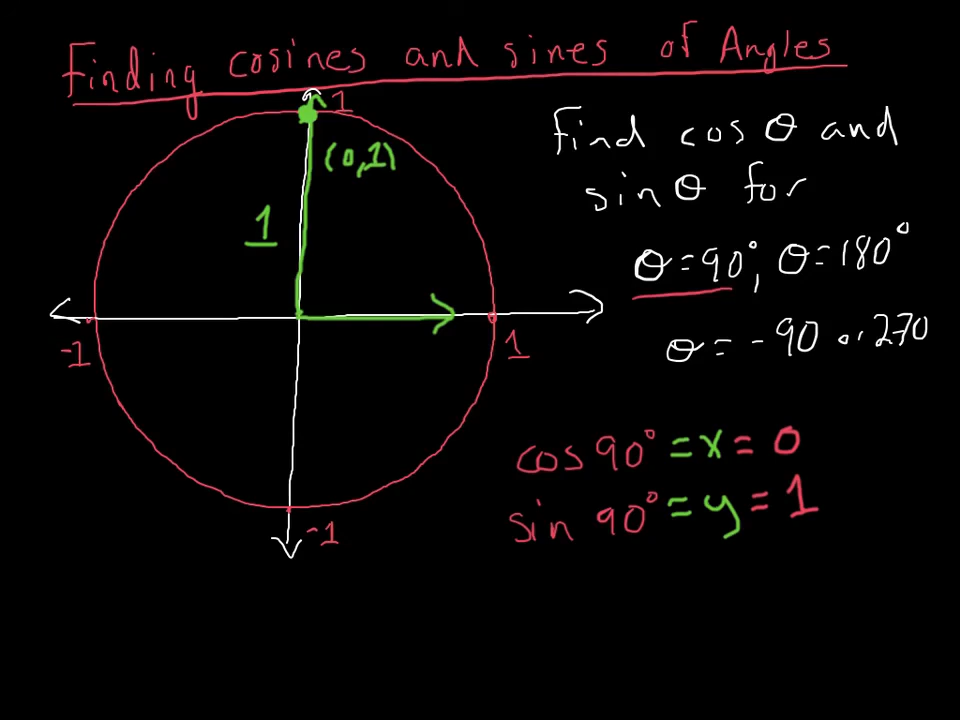 Finding cosines and sines of Angles
1
(0,1)
1
-1
1
-1
Find cos θ and
sin θ for
θ = 90°, θ = 180°
θ = -90 or 270
cos 90° = x = 0
sin 90° = y = 1